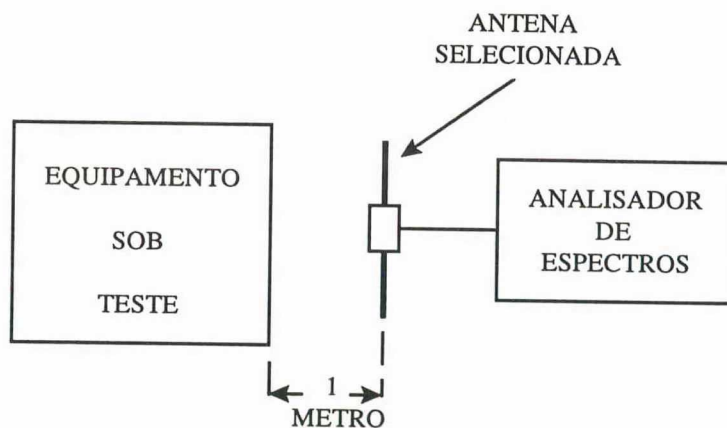 ANTENA
SELECIONADA
EQUIPAMENTO
SOB
TESTE
ANALISADOR
DE
ESPECTROS
1
METRO